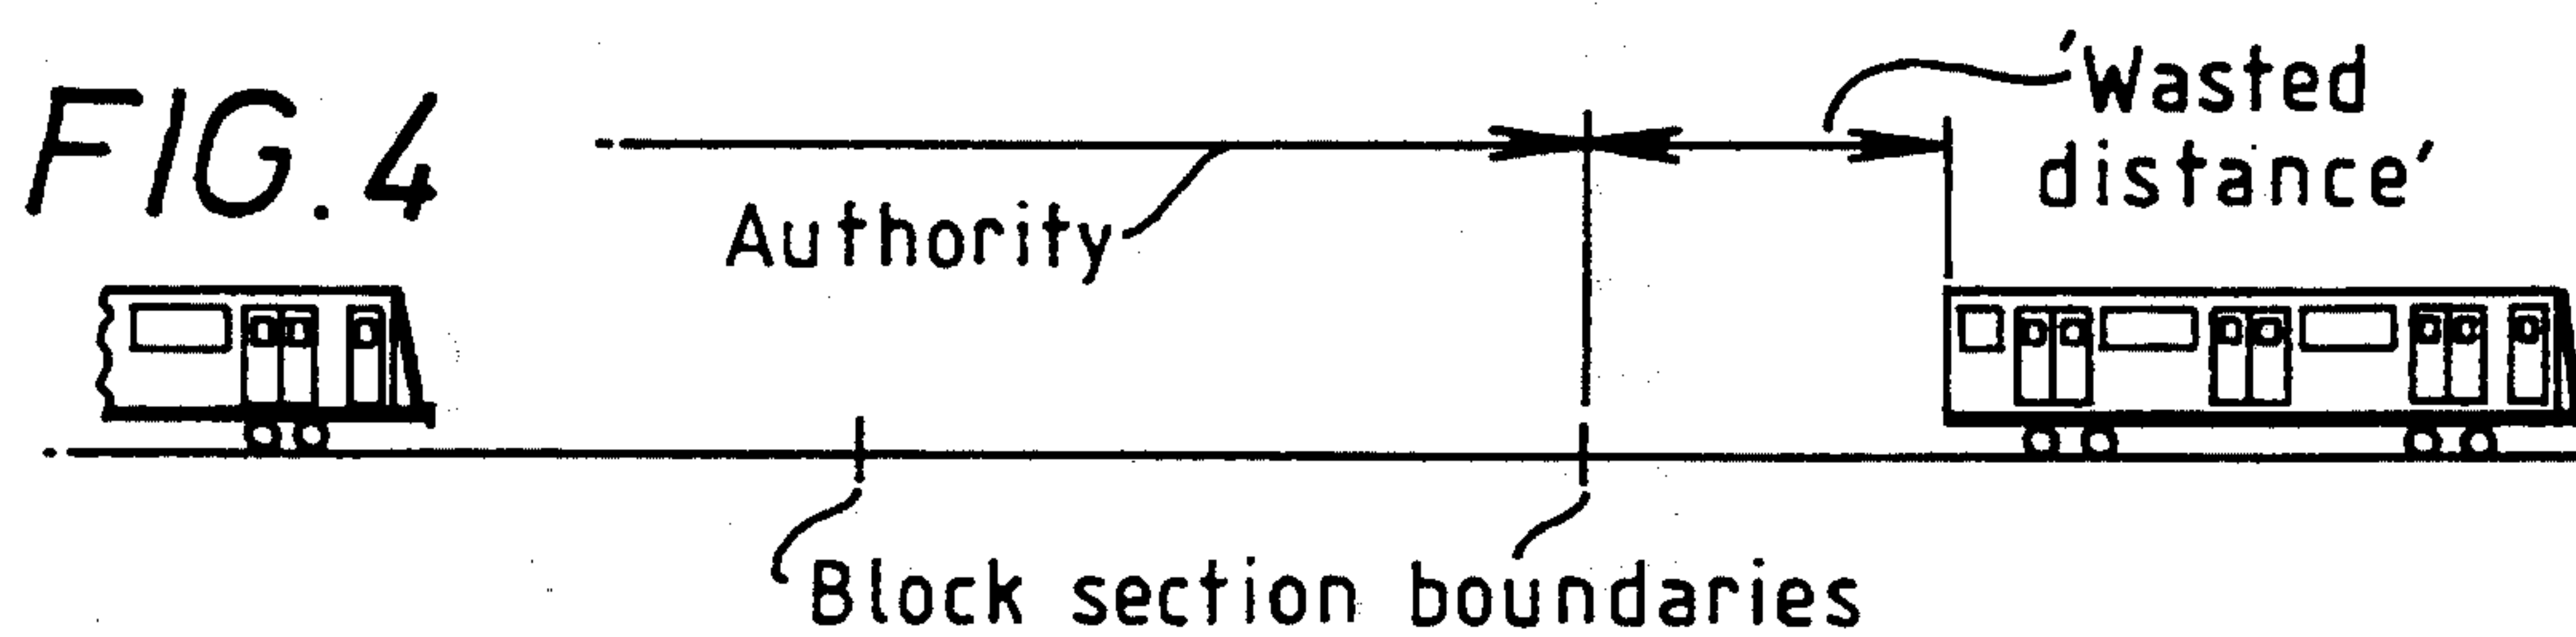 FIG. 4
'Wasted
distance'
Authority
Block section boundaries